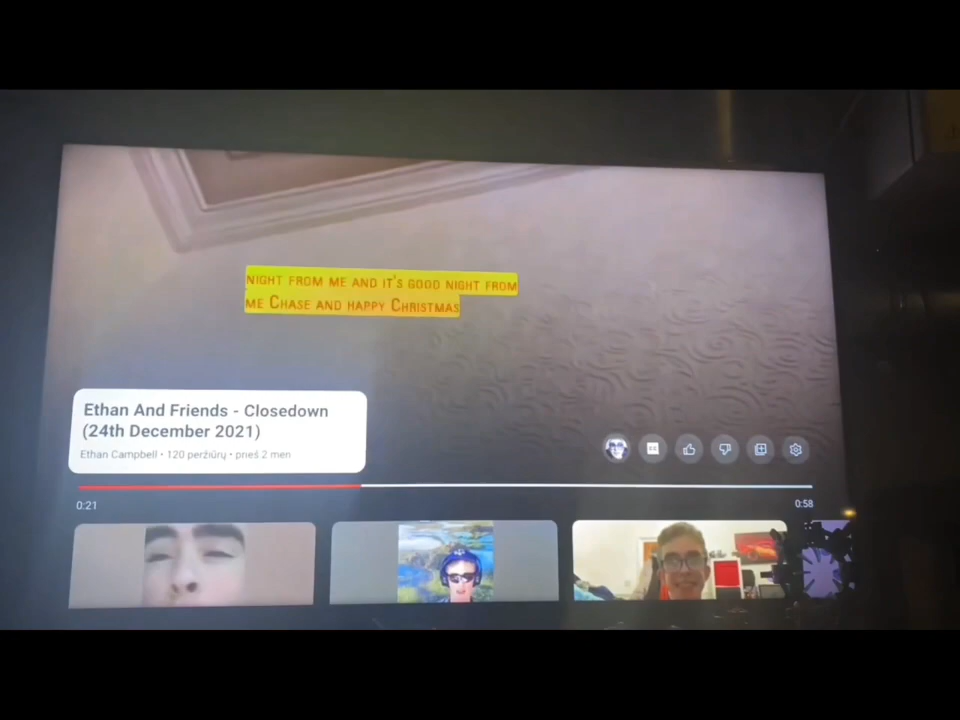 NIGHT FROM ME AND IT'S GOOD NIGHT FROM
ME CHASE AND HAPPY CHRISTMAS
Ethan And Friends - Closedown
(24th December 2021)
Ethan Campbell • 120 peržiūrų • prieš 2 men
0:21
0:58